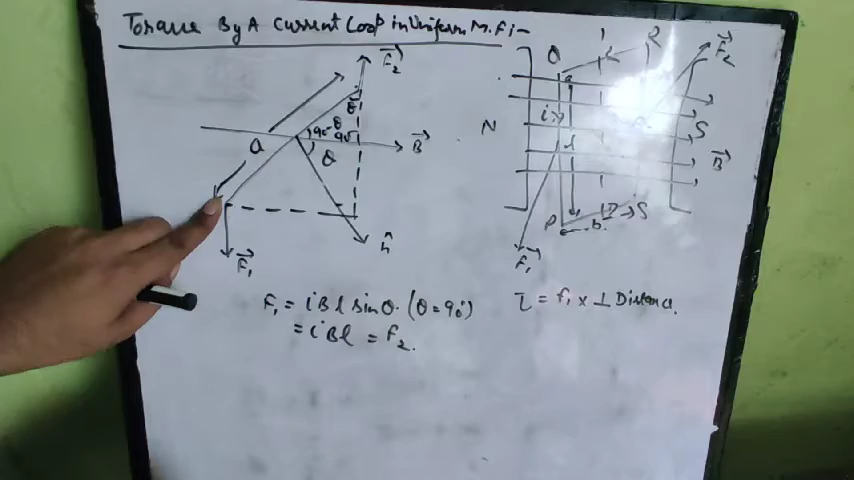 Torque By A Current Loop in Uniform M.Fi-
F₂
θ
a
90-θ
90
B
θ
n̂
F₁
N
Q
R
F₂
i
S
B
P
b
S
F₁
F₁ = iBl sinθ. (θ = 90°)
= iBl = F₂.
τ = f₁ × ⊥ Distance.